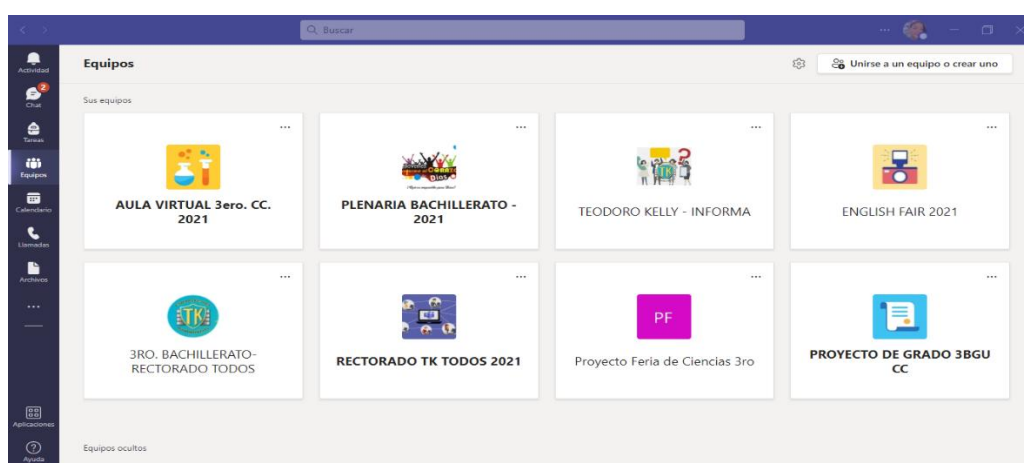 Buscar
Equipos
Unirse a un equipo o crear uno
Actividad
2
Chat
Tareas
Equipos
Calendario
Llamadas
Archivos
Aplicaciones
Ayuda
Sus equipos
AULA VIRTUAL 3ero. CC.
2021
PLENARIA BACHILLERATO -
2021
TEODORO KELLY - INFORMA
ENGLISH FAIR 2021
TK
3RO. BACHILLERATO-
RECTORADO TODOS
RECTORADO TK TODOS 2021
PF
Proyecto Feria de Ciencias 3ro
PROYECTO DE GRADO 3BGU
CC
Equipos ocultos